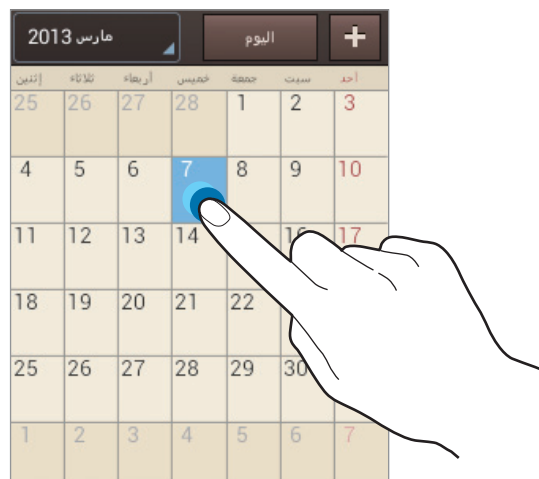 مارس 2013 اليوم +
إثنين ثلاثاء أربعاء خميس جمعة سبت أحد
25 26 27 28 1 2 3
4 5 6 7 8 9 10
11 12 13 14 16 17
18 19 20 21 22
25 26 27 28 29 30
1 2 3 4 5 6 7